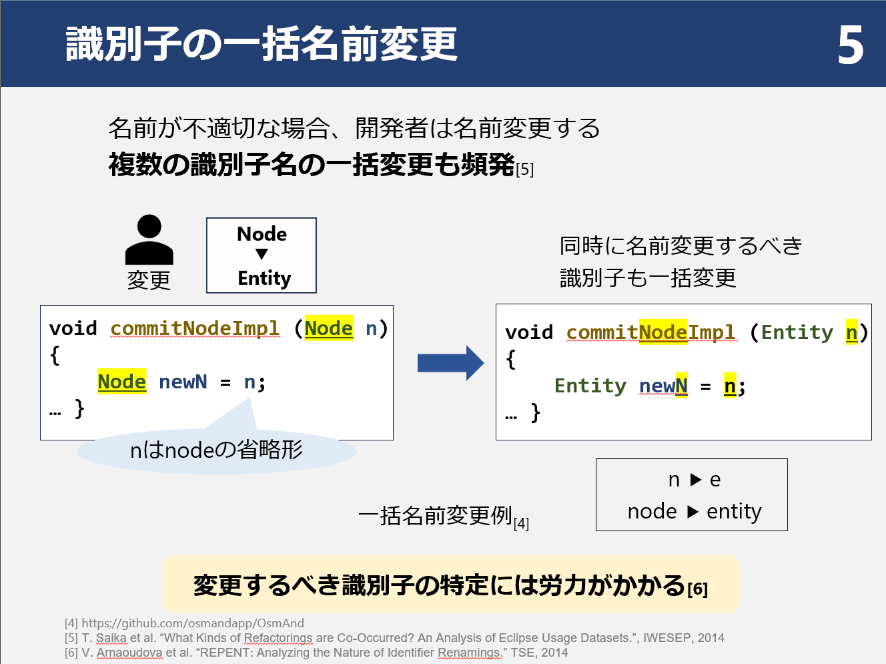 識別子の一括名前変更
5
名前が不適切な場合、開発者は名前変更する
複数の識別子名の一括変更も頻発[5]
変更
Node
▼
Entity
同時に名前変更するべき
識別子も一括変更
void commitNodeImpl (Node n)
{
Node newN = n;
… }
nはnodeの省略形
void commitNodeImpl (Entity n)
{
Entity newN = n;
… }
n ▶ e
node ▶ entity
一括名前変更例[4]
変更するべき識別子の特定には労力がかかる[6]
[4] https://github.com/osmandapp/OsmAnd
[5] T. Saika et al. “What Kinds of Refactorings are Co-Occurred? An Analysis of Eclipse Usage Datasets.”, IWESEP, 2014
[6] V. Arnaoudova et al. “REPENT: Analyzing the Nature of Identifier Renamings.” TSE, 2014